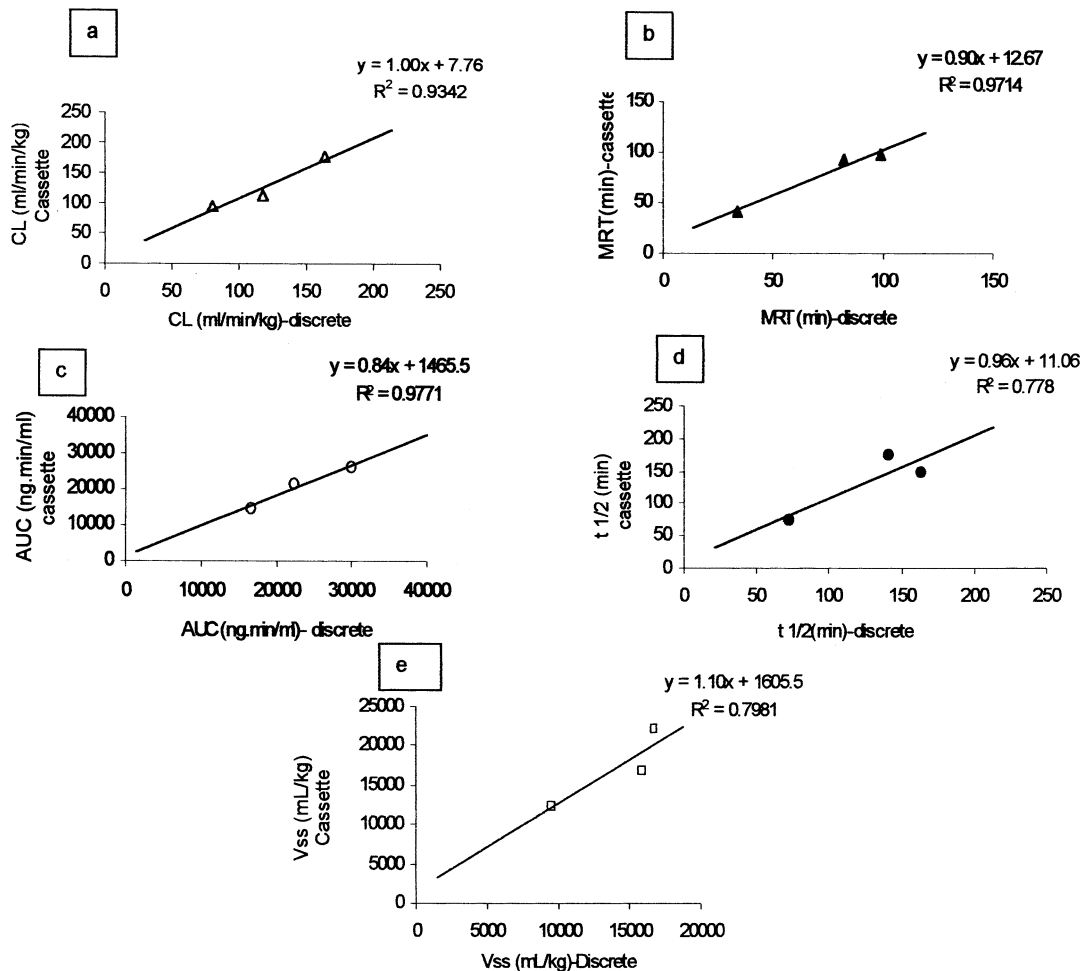 a
y = 1.00x + 7.76
R² = 0.9342
CL (ml/min/kg)
Cassette
250
200
150
100
50
0
0 50 100 150 200 250
CL (ml/min/kg)-discrete
b
y = 0.90x + 12.67
R² = 0.9714
MRT(min)-cassette
150
100
50
0
0 50 100 150
MRT(min)-discrete
c
y = 0.84x + 1465.5
R² = 0.9771
AUC (ng.min/ml)
cassette
40000
30000
20000
10000
0
0 10000 20000 30000 40000
AUC(ng.min/ml)- discrete
d
y = 0.96x + 11.06
R² = 0.778
t 1/2 (min)
cassette
250
200
150
100
50
0
0 50 100 150 200 250
t 1/2(min)-discrete
e
y = 1.10x + 1605.5
R² = 0.7981
Vss (mL/kg)
Cassette
25000
20000
15000
10000
5000
0
0 5000 10000 15000 20000
Vss (mL/kg)-Discrete